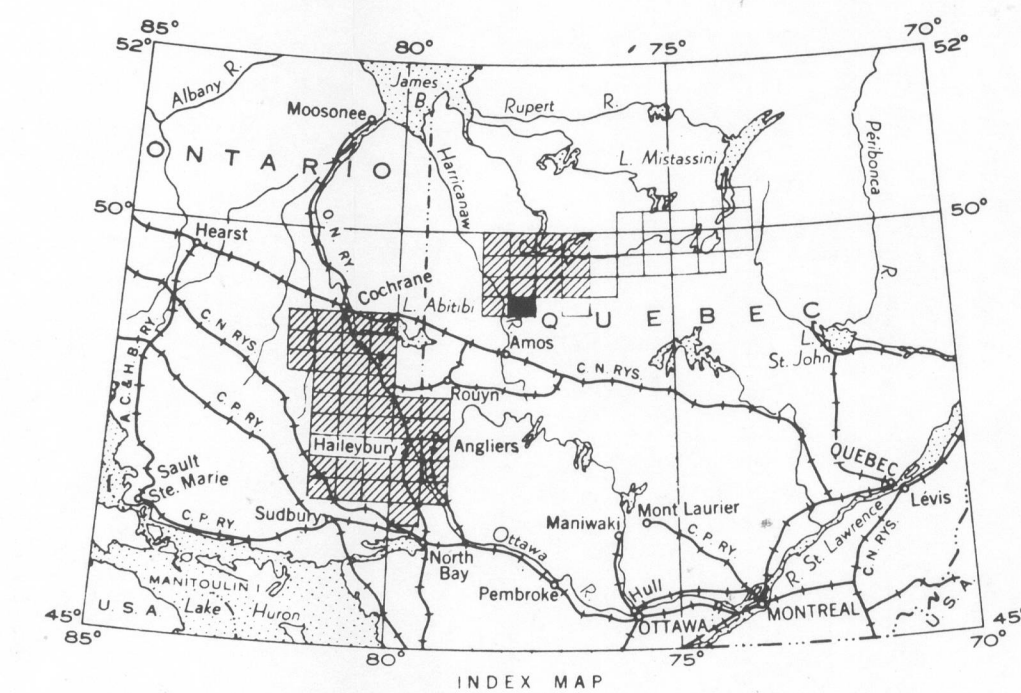 85°
80°
75°
70°
52°
52°
James
B.
Albany R.
Moosonee
Rupert R.
Harricanaw
R.
L. Mistassini
Péribonca
R.
ONTARIO
50°
50°
Hearst
O. N. RY
Cochrane
L. Abitibi
QUEBEC
Amos
L.
St. John
C. N. RYS.
C. N. RYS.
A. C. & H. B. RY.
C. P. RY
Rouyn
Haileybury
Angliers
Sault
Ste. Marie
QUEBEC
Lévis
Mont Laurier
Maniwaki
C. P. RY.
Sudbury
C. P. RY
R. St. Lawrence
C. N. RYS.
Ottawa
R.
North
Bay
Pembroke
Hull
OTTAWA
MONTREAL
MANITOULIN I
Lake Huron
U. S. A
U. S. A
45°
45°
85°
80°
75°
70°
INDEX MAP